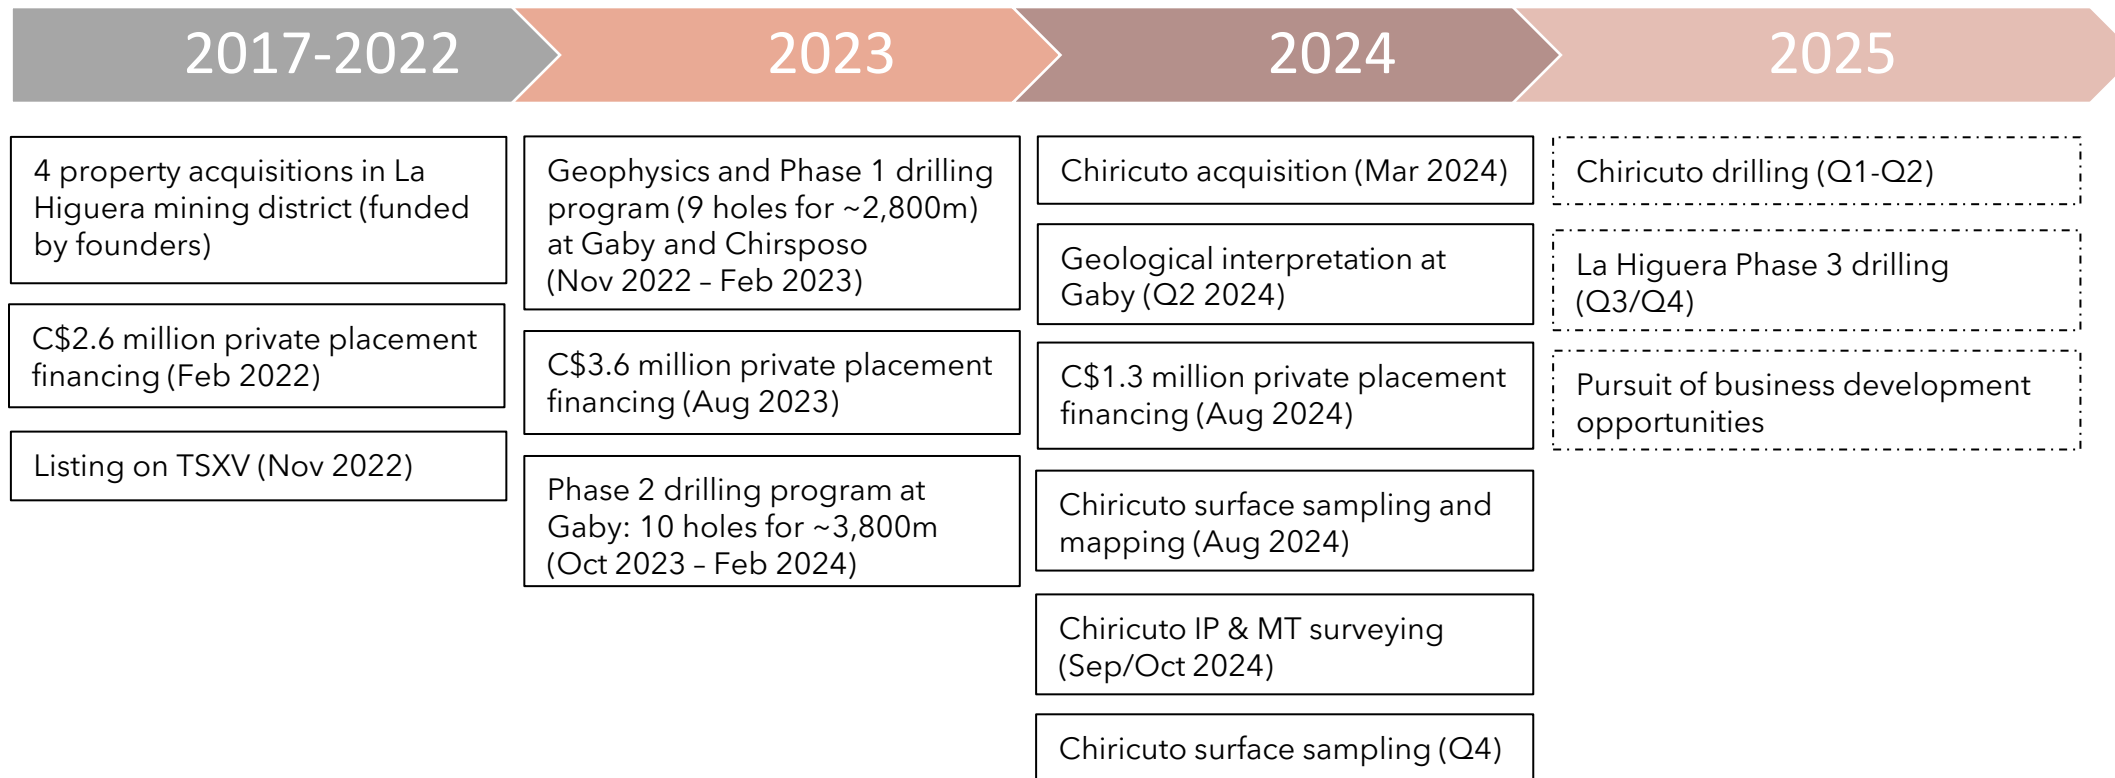 2017-2022
2023
2024
2025
4 property acquisitions in La
Higuera mining district (funded
by founders)
C$2.6 million private placement
financing (Feb 2022)
Listing on TSXV (Nov 2022)
Geophysics and Phase 1 drilling
program (9 holes for ~2,800m)
at Gaby and Chirsposo
(Nov 2022 – Feb 2023)
C$3.6 million private placement
financing (Aug 2023)
Phase 2 drilling program at
Gaby: 10 holes for ~3,800m
(Oct 2023 – Feb 2024)
Chiricuto acquisition (Mar 2024)
Geological interpretation at
Gaby (Q2 2024)
C$1.3 million private placement
financing (Aug 2024)
Chiricuto surface sampling and
mapping (Aug 2024)
Chiricuto IP & MT surveying
(Sep/Oct 2024)
Chiricuto surface sampling (Q4)
Chiricuto drilling (Q1-Q2)
La Higuera Phase 3 drilling
(Q3/Q4)
Pursuit of business development
opportunities